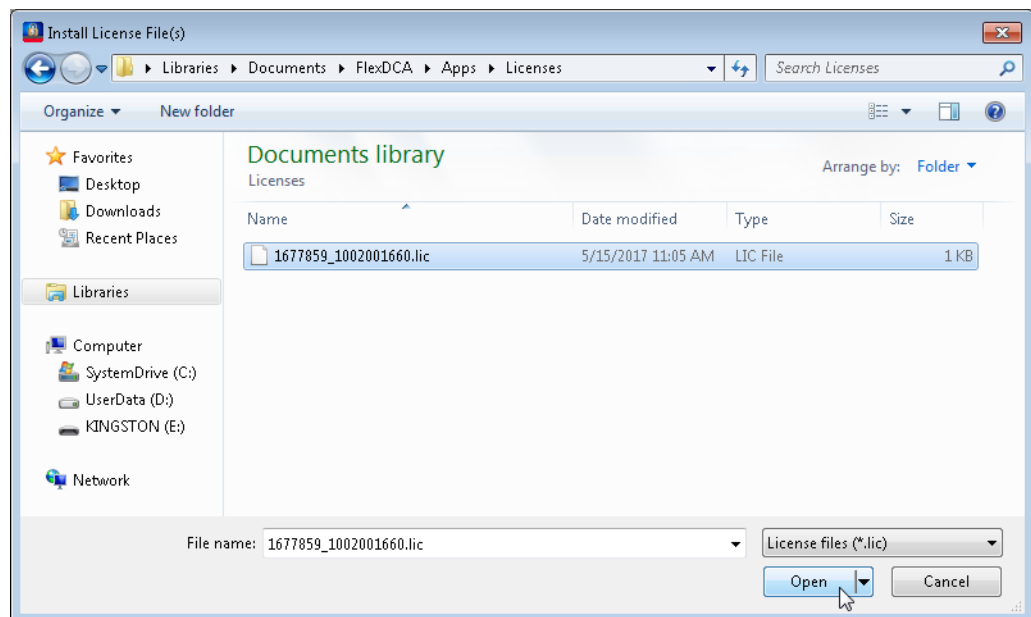 Install License File(s)
Libraries Documents FlexDCA Apps Licenses Search Licenses
Organize New folder
Favorites
Desktop
Downloads
Recent Places
Libraries
Computer
SystemDrive (C:)
UserData (D:)
KINGSTON (E:)
Network
Documents library
Licenses
Arrange by: Folder
Name Date modified Type Size
1677859_1002001660.lic 5/15/2017 11:05 AM LIC File 1 KB
File name: 1677859_1002001660.lic License files (*.lic)
Open Cancel